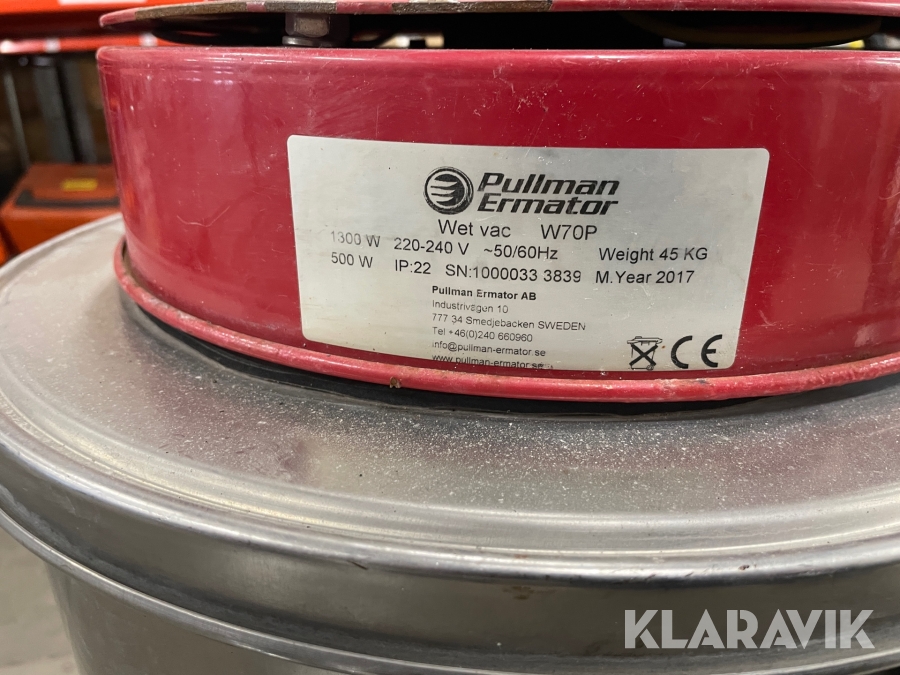 Pullman
Ermator
Wet vac W70P
1300 W 220-240 V ~50/60Hz Weight 45 KG
500 W IP:22 SN:1000033 3839 M.Year 2017
Pullman Ermator AB
Industrivägen 10
777 34 Smedjebacken SWEDEN
Tel +46(0)240 660960
info@pullman-ermator.se
www.pullman-ermator.se
CE
KLARAVIK